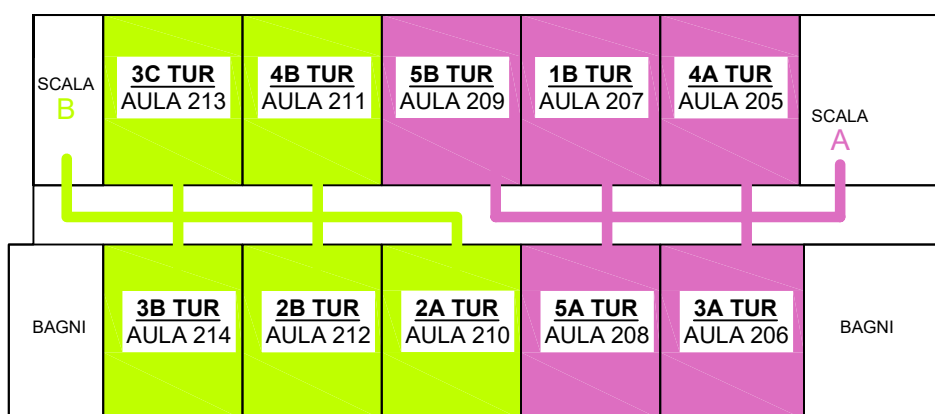 SCALA
B
3C TUR
AULA 213
4B TUR
AULA 211
5B TUR
AULA 209
1B TUR
AULA 207
4A TUR
AULA 205
SCALA
A
BAGNI
3B TUR
AULA 214
2B TUR
AULA 212
2A TUR
AULA 210
5A TUR
AULA 208
3A TUR
AULA 206
BAGNI